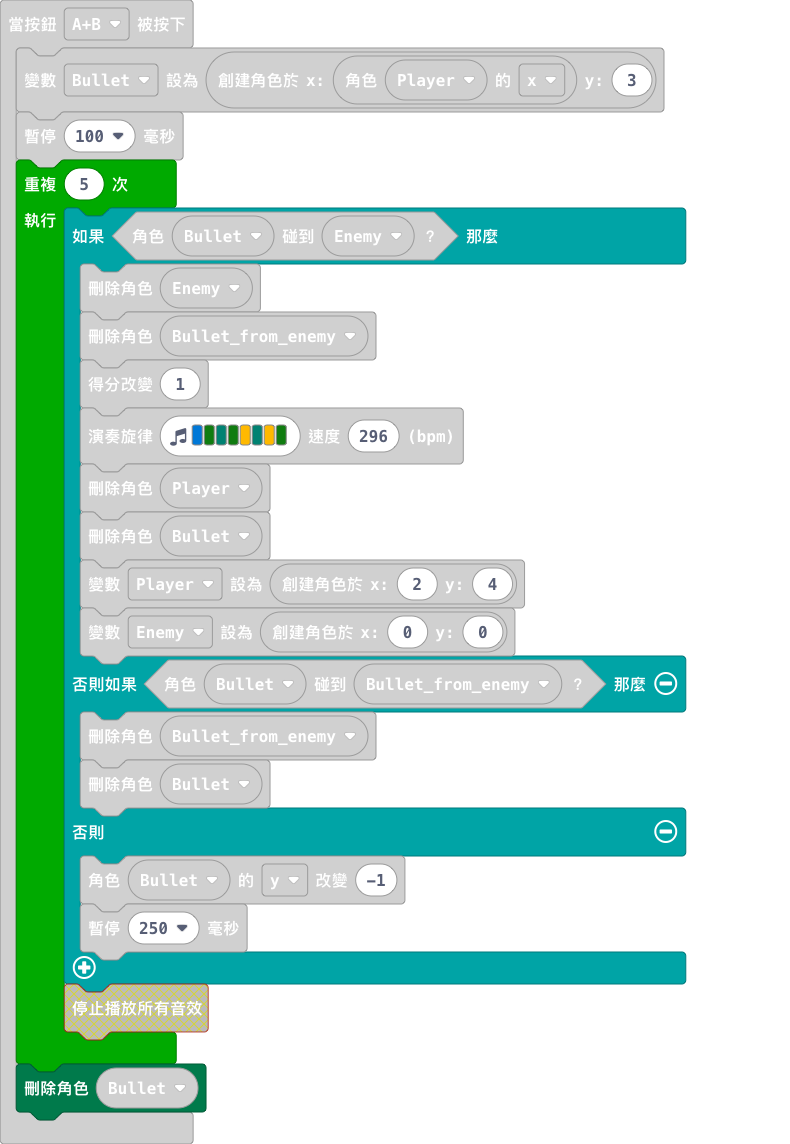 當按鈕 A+B 被按下
變數 Bullet 設為 創建角色於 x: 角色 Player 的 x y: 3
暫停 100 毫秒
重複 5 次
執行
如果 角色 Bullet 碰到 Enemy ? 那麼
刪除角色 Enemy
刪除角色 Bullet_from_enemy
得分改變 1
演奏旋律 速度 296 (bpm)
刪除角色 Player
刪除角色 Bullet
變數 Player 設為 創建角色於 x: 2 y: 4
變數 Enemy 設為 創建角色於 x: 0 y: 0
否則如果 角色 Bullet 碰到 Bullet_from_enemy ? 那麼
刪除角色 Bullet_from_enemy
刪除角色 Bullet
否則
角色 Bullet 的 y 改變 -1
暫停 250 毫秒
停止播放所有音效
刪除角色 Bullet